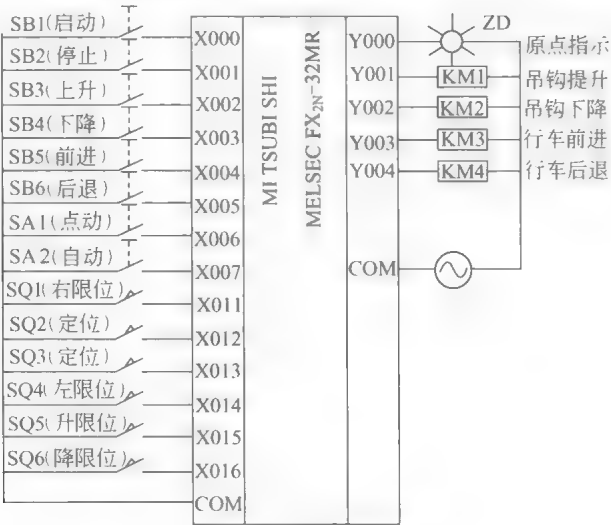 SB1(启动) X000 Y000 ZD 原点指示
SB2(停止) X001 Y001 KM1 吊钩提升
SB3(上升) X002 Y002 KM2 吊钩下降
SB4(下降) X003 Y003 KM3 行车前进
SB5(前进) X004 Y004 KM4 行车后退
SB6(后退) X005
SA1(点动) X006
SA2(自动) X007 COM
SQ1(右限位) X011
SQ2(定位) X012
SQ3(定位) X013
SQ4(左限位) X014
SQ5(升限位) X015
SQ6(降限位) X016
COM
MI TSUBI SHI
MELSEC FX2N-32MR